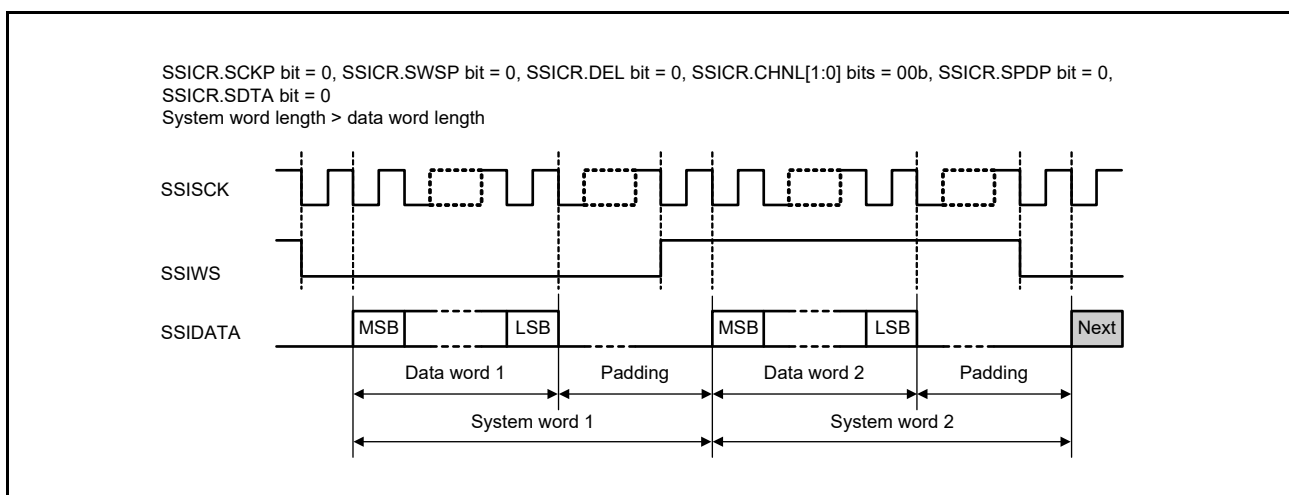 SSICR.SCKP bit = 0, SSICR.SWSP bit = 0, SSICR.DEL bit = 0, SSICR.CHNL[1:0] bits = 00b, SSICR.SPDP bit = 0,
SSICR.SDTA bit = 0
System word length > data word length
SSISCK
SSIWS
SSIDATA MSB LSB MSB LSB Next
Data word 1 Padding Data word 2 Padding
System word 1 System word 2